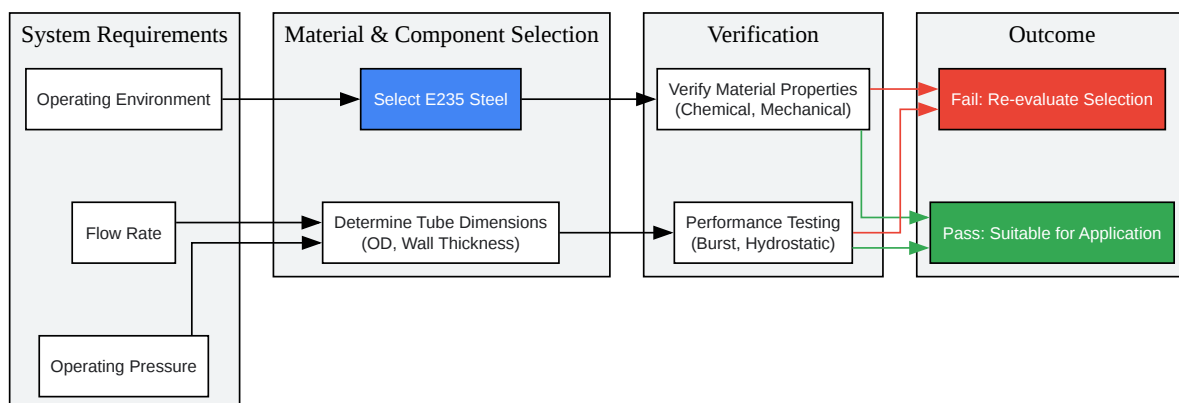 System Requirements
Operating Environment
Flow Rate
Operating Pressure
Material & Component Selection
Select E235 Steel
Determine Tube Dimensions
(OD, Wall Thickness)
Verification
Verify Material Properties
(Chemical, Mechanical)
Performance Testing
(Burst, Hydrostatic)
Outcome
Fail: Re-evaluate Selection
Pass: Suitable for Application